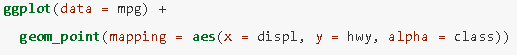 ggplot(data = mpg) +
geom_point(mapping = aes(x = displ, y = hwy, alpha = class))